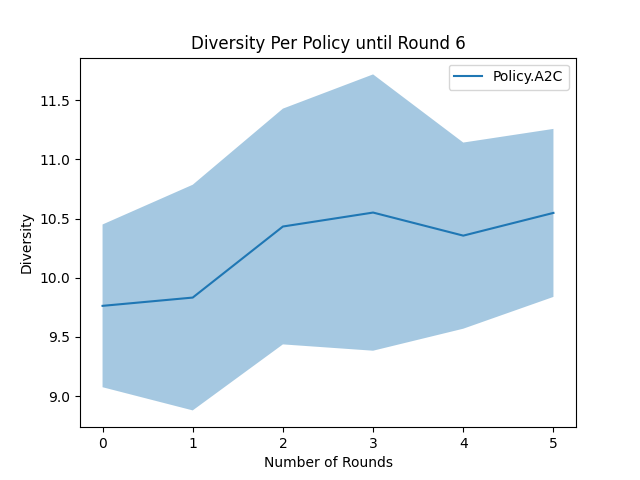 Diversity Per Policy until Round 6
Policy.A2C
Diversity
11.5
11.0
10.5
10.0
9.5
9.0
0 1 2 3 4 5
Number of Rounds